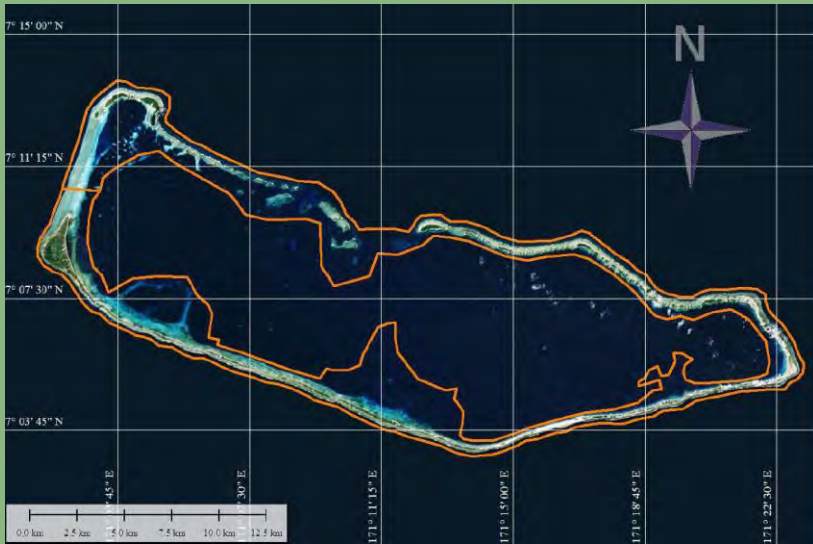 7° 15' 00" N
N
7° 11' 15" N
7° 07' 30" N
7° 03' 45" N
171° 11' 15" E
171° 15' 00" E
171° 18' 45" E
171° 22' 30" E
0.0 km 2.5 km 5.0 km 7.5 km 10.0 km 12.5 km